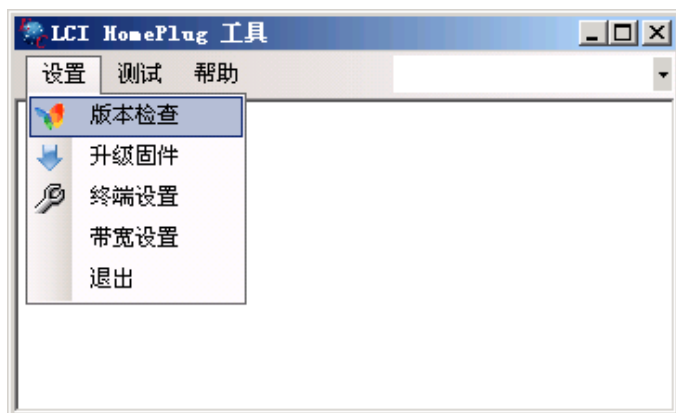 LCI HomePlug 工具
设置 测试 帮助
版本检查
升级固件
终端设置
带宽设置
退出